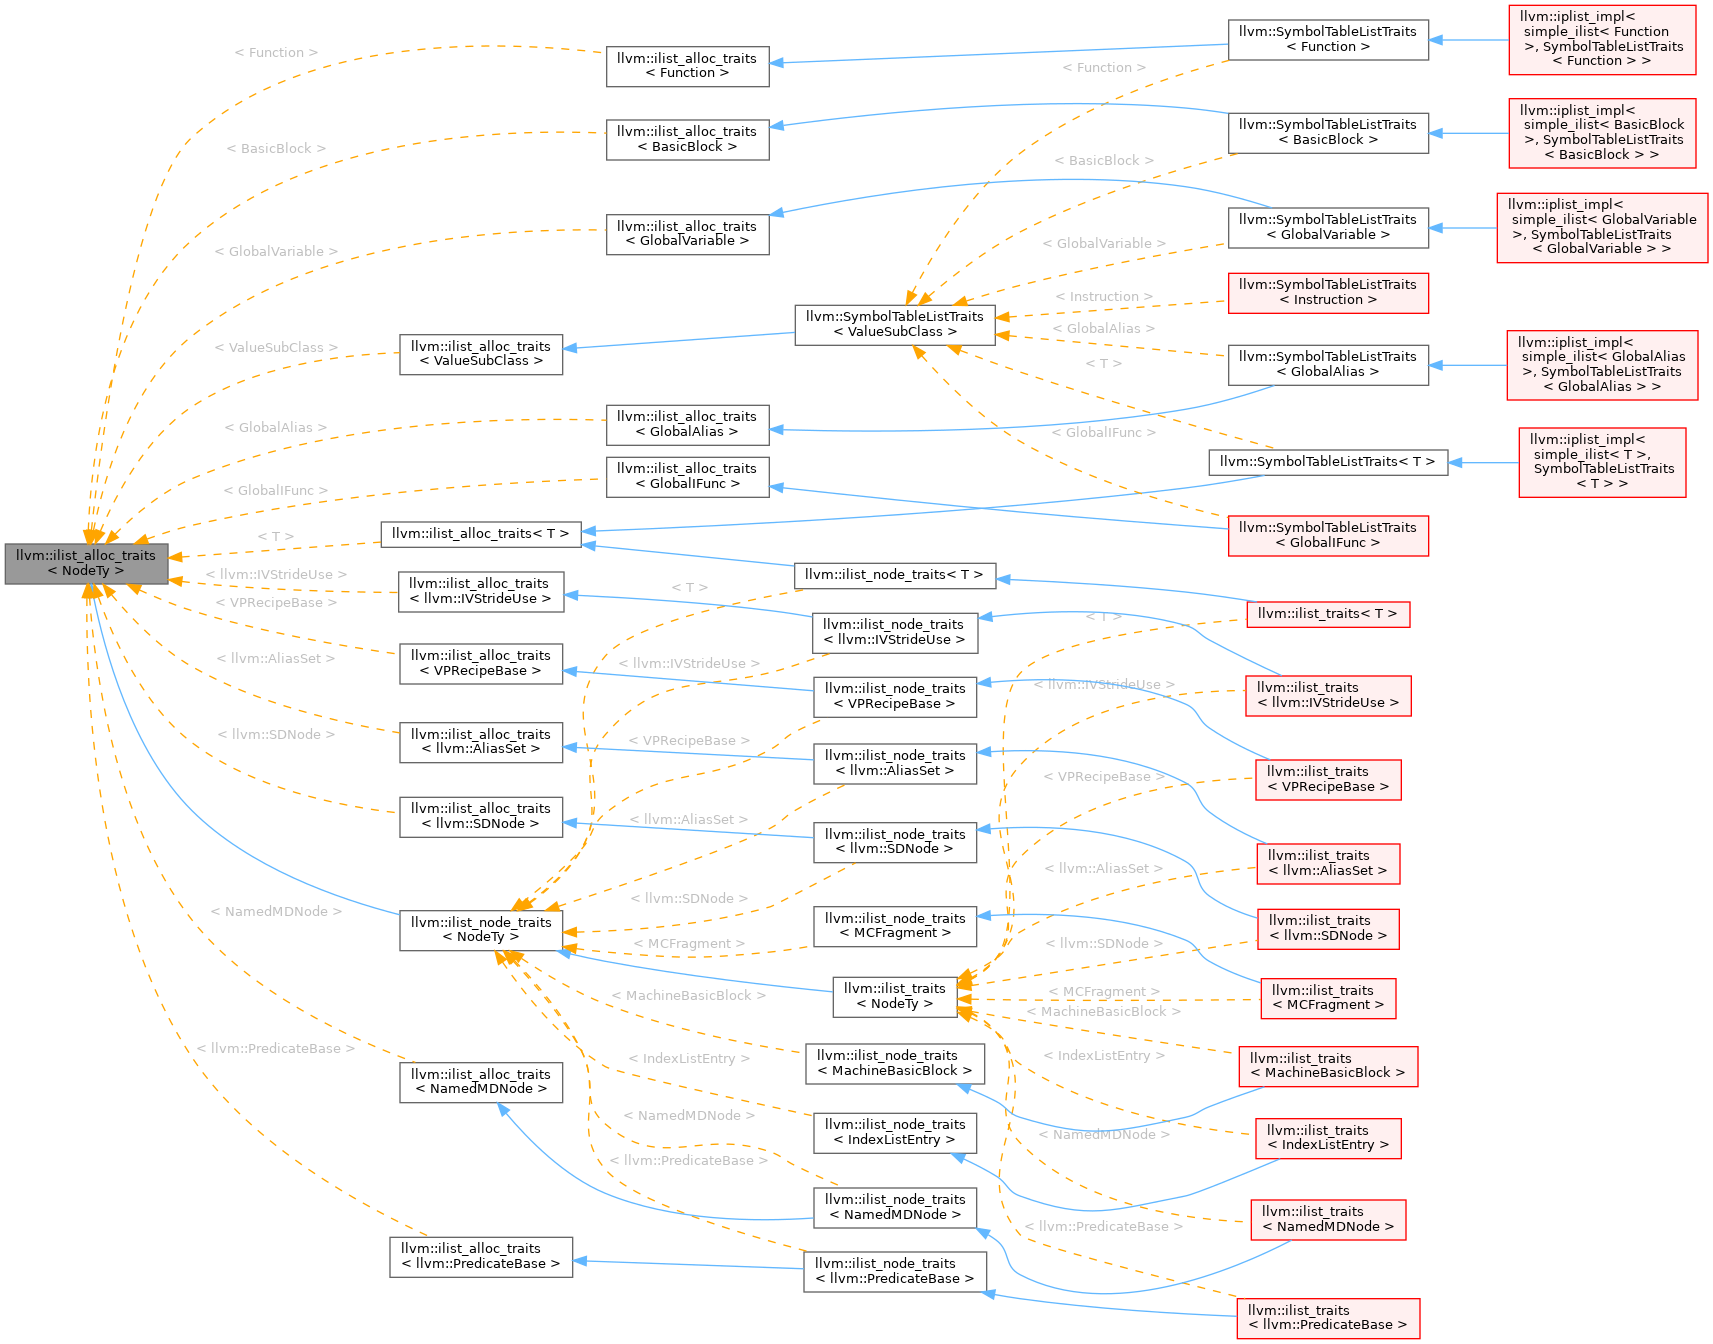 < Function >
llvm::ilist_alloc_traits
< Function >
< Function >
llvm::SymbolTableListTraits
< Function >
llvm::iplist_impl<
simple_ilist< Function
>, SymbolTableListTraits
< Function > >
< BasicBlock >
llvm::ilist_alloc_traits
< BasicBlock >
< BasicBlock >
llvm::SymbolTableListTraits
< BasicBlock >
llvm::iplist_impl<
simple_ilist< BasicBlock
>, SymbolTableListTraits
< BasicBlock > >
< GlobalVariable >
llvm::ilist_alloc_traits
< GlobalVariable >
< GlobalVariable >
llvm::SymbolTableListTraits
< GlobalVariable >
llvm::iplist_impl<
simple_ilist< GlobalVariable
>, SymbolTableListTraits
< GlobalVariable > >
< Instruction >
llvm::SymbolTableListTraits
< Instruction >
< ValueSubClass >
llvm::ilist_alloc_traits
< ValueSubClass >
llvm::SymbolTableListTraits
< ValueSubClass >
< GlobalAlias >
llvm::SymbolTableListTraits
< GlobalAlias >
llvm::iplist_impl<
simple_ilist< GlobalAlias
>, SymbolTableListTraits
< GlobalAlias > >
< T >
< GlobalAlias >
llvm::ilist_alloc_traits
< GlobalAlias >
< GlobalIFunc >
llvm::SymbolTableListTraits< T >
llvm::iplist_impl<
simple_ilist< T >,
SymbolTableListTraits
< T > >
< GlobalIFunc >
llvm::ilist_alloc_traits
< GlobalIFunc >
llvm::SymbolTableListTraits
< GlobalIFunc >
< T >
llvm::ilist_alloc_traits< T >
llvm::ilist_alloc_traits
< NodeTy >
< llvm::IVStrideUse >
llvm::ilist_alloc_traits
< llvm::IVStrideUse >
< T >
llvm::ilist_node_traits< T >
< T >
llvm::ilist_traits< T >
< VPRecipeBase >
llvm::ilist_alloc_traits
< VPRecipeBase >
< llvm::IVStrideUse >
llvm::ilist_node_traits
< llvm::IVStrideUse >
< llvm::IVStrideUse >
llvm::ilist_traits
< llvm::IVStrideUse >
< llvm::AliasSet >
llvm::ilist_alloc_traits
< llvm::AliasSet >
< VPRecipeBase >
llvm::ilist_node_traits
< VPRecipeBase >
< VPRecipeBase >
llvm::ilist_traits
< VPRecipeBase >
< llvm::SDNode >
llvm::ilist_alloc_traits
< llvm::SDNode >
< llvm::AliasSet >
llvm::ilist_node_traits
< llvm::AliasSet >
< llvm::AliasSet >
llvm::ilist_traits
< llvm::AliasSet >
< llvm::SDNode >
llvm::ilist_node_traits
< llvm::SDNode >
< llvm::SDNode >
llvm::ilist_traits
< llvm::SDNode >
llvm::ilist_node_traits
< NodeTy >
< MCFragment >
llvm::ilist_node_traits
< MCFragment >
< MCFragment >
llvm::ilist_traits
< MCFragment >
llvm::ilist_traits
< NodeTy >
< MachineBasicBlock >
llvm::ilist_node_traits
< MachineBasicBlock >
< MachineBasicBlock >
llvm::ilist_traits
< MachineBasicBlock >
< NamedMDNode >
llvm::ilist_alloc_traits
< NamedMDNode >
< IndexListEntry >
llvm::ilist_node_traits
< IndexListEntry >
< IndexListEntry >
llvm::ilist_traits
< IndexListEntry >
< NamedMDNode >
llvm::ilist_node_traits
< NamedMDNode >
< NamedMDNode >
llvm::ilist_traits
< NamedMDNode >
< llvm::PredicateBase >
llvm::ilist_alloc_traits
< llvm::PredicateBase >
< llvm::PredicateBase >
llvm::ilist_node_traits
< llvm::PredicateBase >
< llvm::PredicateBase >
llvm::ilist_traits
< llvm::PredicateBase >